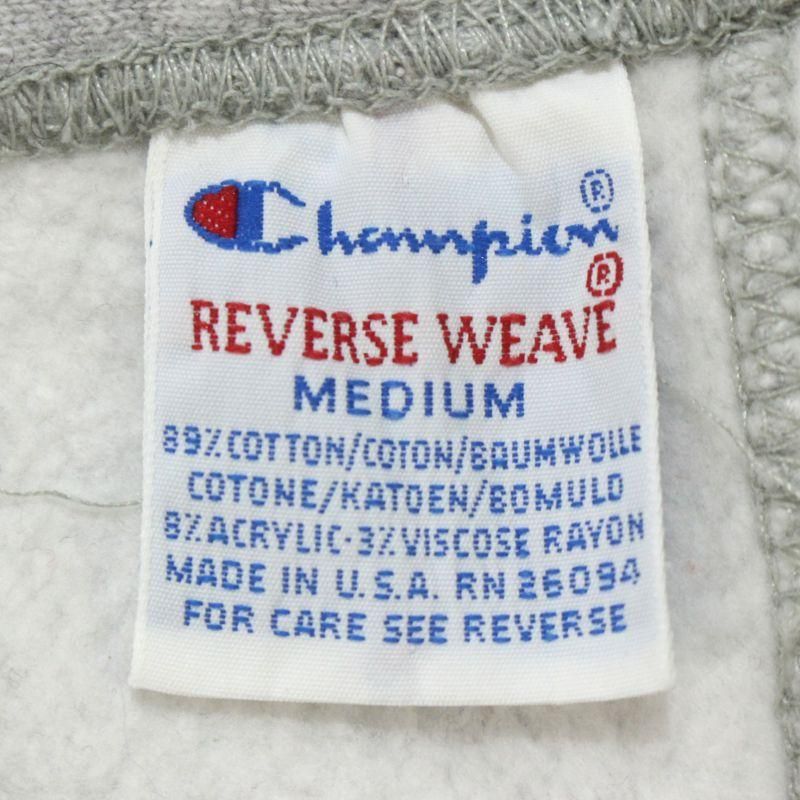 Champion®
REVERSE WEAVE®
MEDIUM
89% COTTON/COTON/BAUMWOLLE
COTONE/KATOEN/BOMULD
8% ACRYLIC·3% VISCOSE RAYON
MADE IN U.S.A. RN 26094
FOR CARE SEE REVERSE